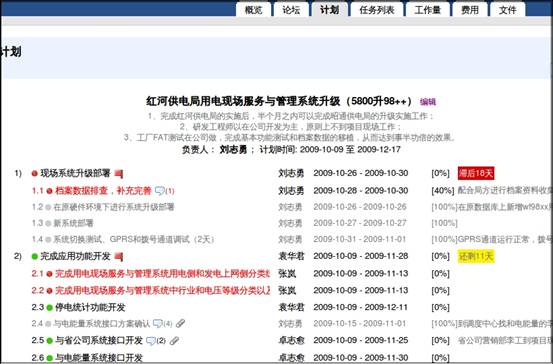 概览 论坛 计划 任务列表 工作量 费用 文件
计划
红河供电局用电现场服务与管理系统升级（5800升98++） 编辑
1、完成红河供电局的实施后，半个月之内可以完成昭通供电局的升级实施工作；
2、研发工程师以在公司开发为主，原则上不到项目现场工作；
3、工厂FAT测试在公司做，完成基本功能测试和档案数据的移植，从而达到事半功倍的效果。
负责人： 刘志勇； 计划时间: 2009-10-09 至 2009-12-17
1) 现场系统升级部署 刘志勇 2009-10-26 - 2009-10-30 [0%] 滞后18天
1.1 档案数据排查，补充完善 (1) 刘志勇 2009-10-28 - 2009-10-30 [40%] 配合局方进行档案资料收集
1.2 在原硬件环境下进行系统升级部署 刘志勇 2009-10-26 - 2009-10-26 [100%] 在原数据库上新增wf98xx用
1.3 新系统部署 刘志勇 2009-10-27 - 2009-10-27 [100%]
1.4 系统切换测试、GPRS和拨号通道调试（2天） 刘志勇 2009-10-31 - 2009-11-01 [100%] GPRS通道运行正常，拨号
2) 完成应用功能开发 袁华君 2009-10-09 - 2009-11-28 [0%] 还剩11天
2.1 完成用电现场服务与管理系统用电侧和发电上网侧分类统 张岚 2009-10-09 - 2009-11-13 [0%]
2.2 完成用电现场服务与管理系统中行业和电压等级分类以及 张岚 2009-10-09 - 2009-11-13 [0%]
2.3 停电统计功能开发 袁华君 2009-10-09 - 2009-12-11 [0%]
2.4 与电能量系统接口方案确认 (4) 刘志勇 2009-10-15 - 2009-11-01 [100%] 到调度中心找和电能量的李
2.5 与省公司系统接口开发 (2) 卓志愈 2009-10-09 - 2009-11-25 [0%] 省公司营销部李工到项目
2.6 与电能量系统接口开发 卓志愈 2009-10-09 - 2009-11-30 [0%]